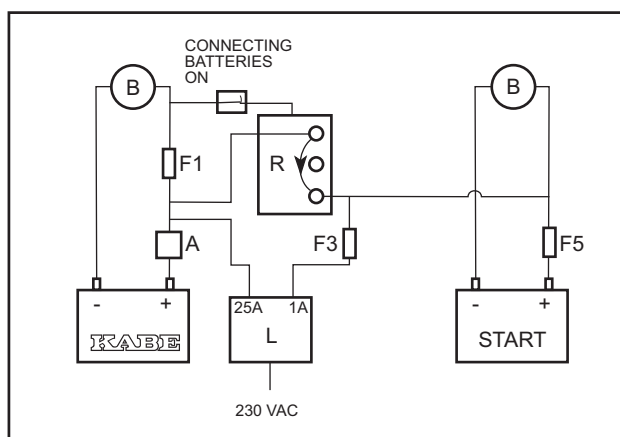 CONNECTING
BATTERIES
ON
B
B
F1
R
A
F3
F5
- +
KABE
25A 1A
L
- +
START
230 VAC